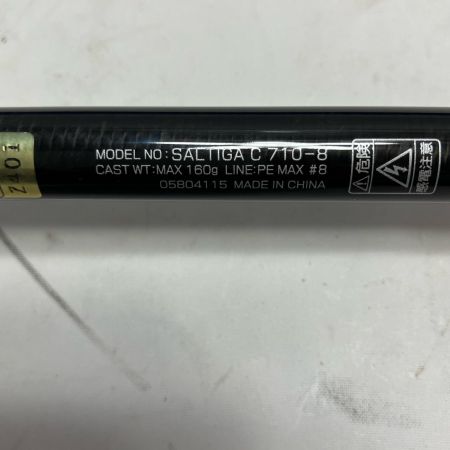 MODEL NO: SALTIGA C 710-8
CAST WT: MAX 160g LINE: PE MAX #8
05804115 MADE IN CHINA
危険
感電注意
Z401